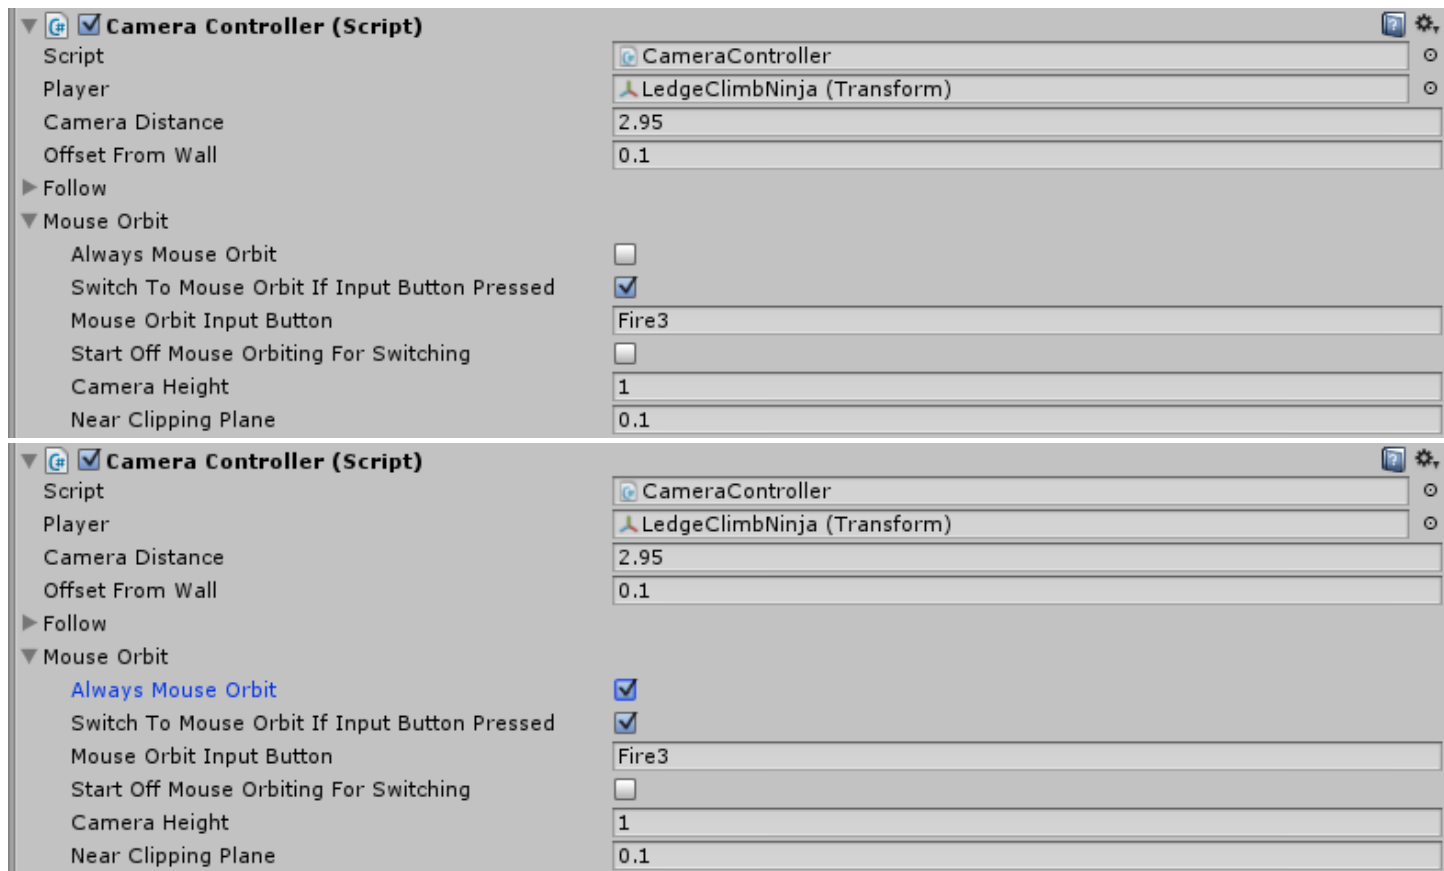 Camera Controller (Script)
Script CameraController
Player LedgeClimbNinja (Transform)
Camera Distance 2.95
Offset From Wall 0.1
Follow
Mouse Orbit
Always Mouse Orbit
Switch To Mouse Orbit If Input Button Pressed
Mouse Orbit Input Button Fire3
Start Off Mouse Orbiting For Switching
Camera Height 1
Near Clipping Plane 0.1
Camera Controller (Script)
Script CameraController
Player LedgeClimbNinja (Transform)
Camera Distance 2.95
Offset From Wall 0.1
Follow
Mouse Orbit
Always Mouse Orbit
Switch To Mouse Orbit If Input Button Pressed
Mouse Orbit Input Button Fire3
Start Off Mouse Orbiting For Switching
Camera Height 1
Near Clipping Plane 0.1